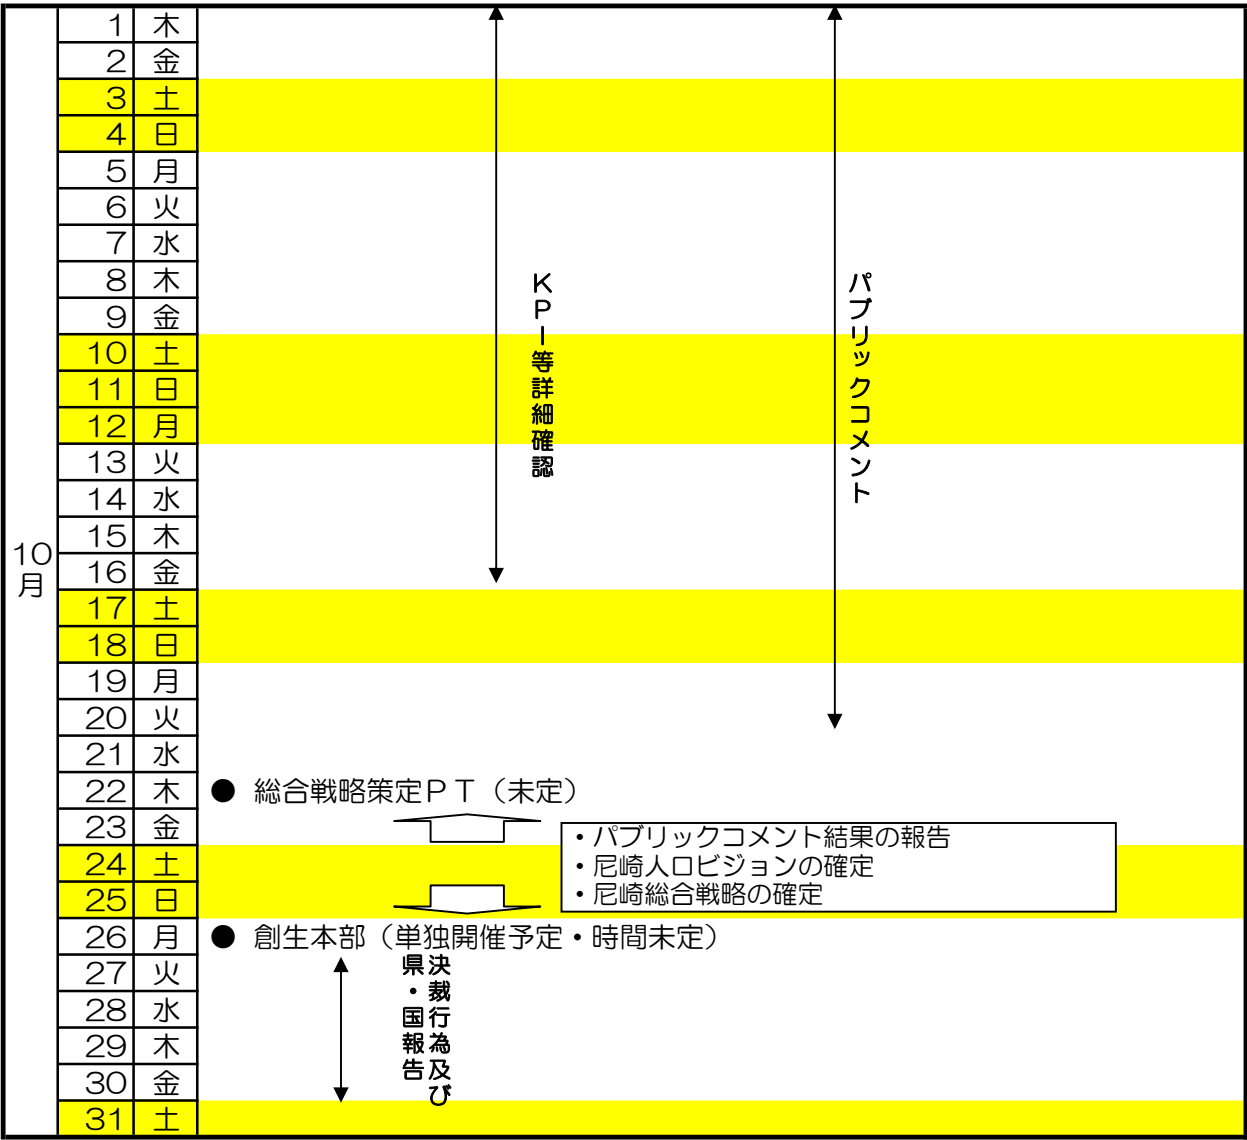 10
月
1 木
2 金
3 土
4 日
5 月
6 火
7 水
8 木
9 金
10 土
11 日
12 月
13 火
14 水
15 木
16 金
17 土
18 日
19 月
20 火
21 水
22 木 ● 総合戦略策定PT（未定）
23 金
24 土
25 日
26 月 ● 創生本部（単独開催予定・時間未定）
27 火
28 水
29 木
30 金
31 土
KPI等詳細確認
パブリックコメント
・パブリックコメント結果の報告
・尼崎人口ビジョンの確定
・尼崎総合戦略の確定
決裁行為及び
県・国報告